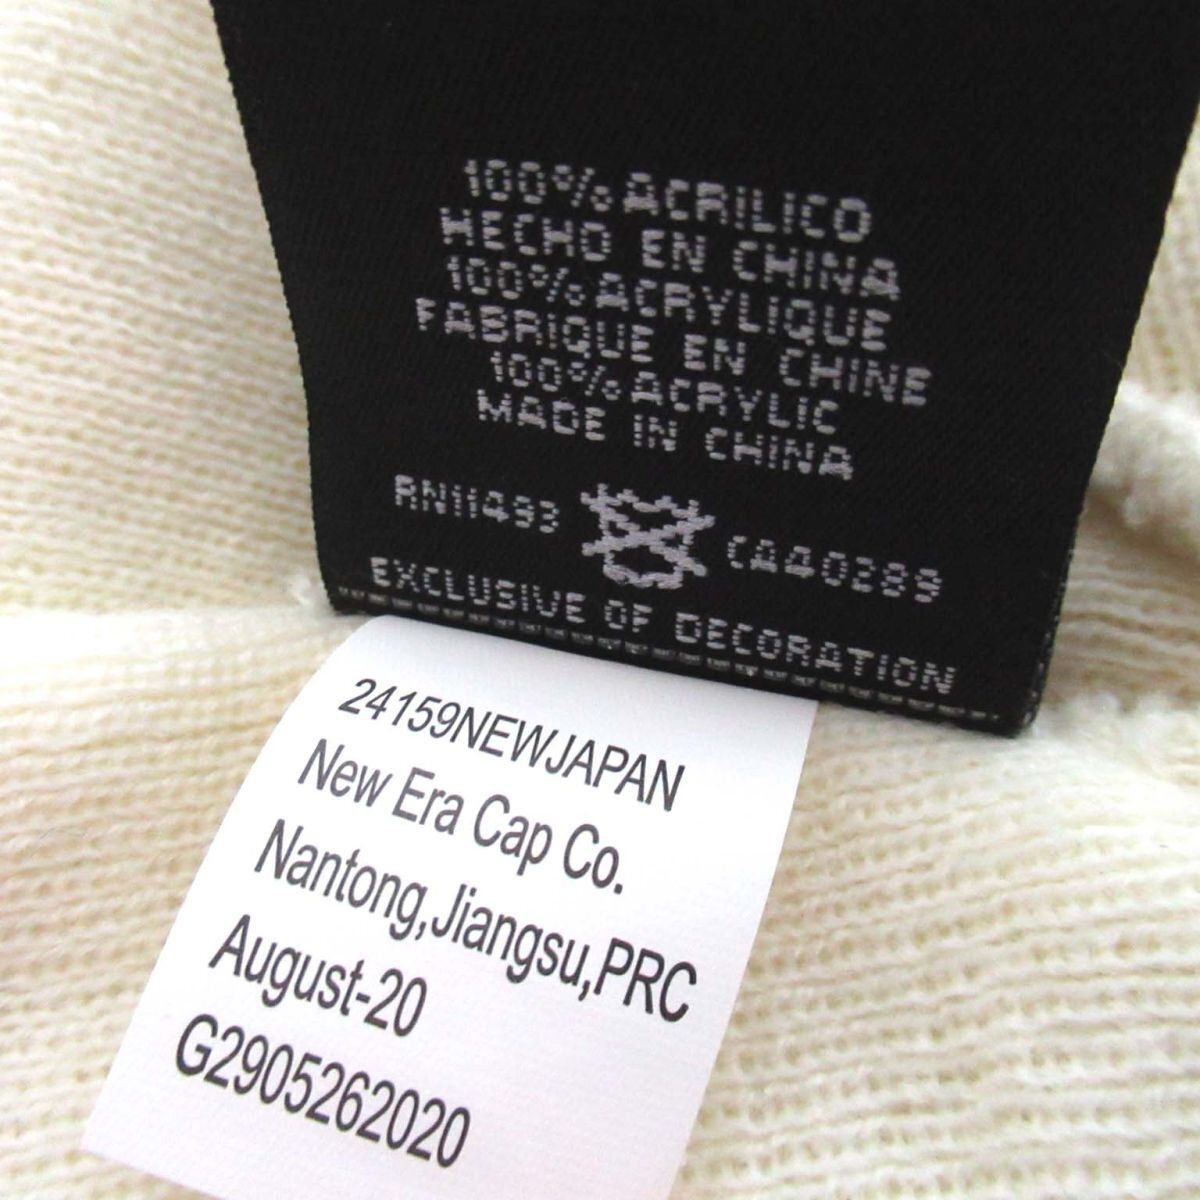 100% ACRILICO
HECHO EN CHINA
100% ACRYLIQUE
FABRIQUE EN CHINE
100% ACRYLIC
MADE IN CHINA
RN11493 CA40289
EXCLUSIVE OF DECORATION
24159NEWJAPAN
New Era Cap Co.
Nantong,Jiangsu,PRC
August-20
G2905262020